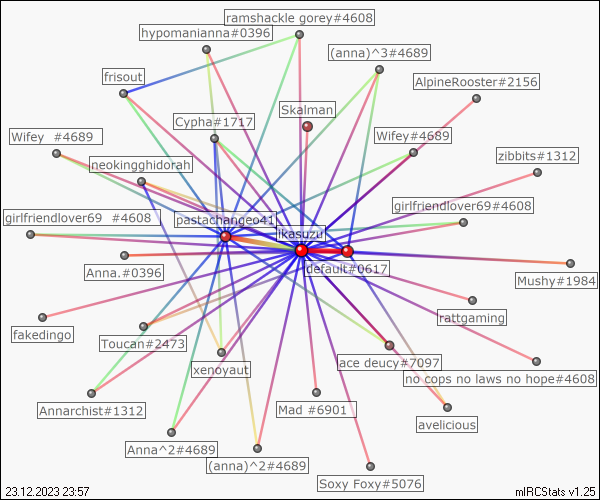 ramshackle gorey#4608
hypomanianna#0396
(anna)^3#4689
frisout
AlpineRooster#2156
Skalman
Cypha#1717
Wifey  #4689
Wifey#4689
zibbits#1312
neokingghidorah
girlfriendlover69  #4608
pastachangeo41
girlfriendlover69#4608
ikasuzu
Anna.#0396
default#0617
Mushy#1984
rattgaming
fakedingo
Toucan#2473
xenoyaut
lace deucy#7097
no cops no laws no hope#4608
Annarchist#1312
Mad #6901
avelicious
Anna^2#4689
(anna)^2#4689
Soxy Foxy#5076
23.12.2023 23:57
mIRCStats v1.25